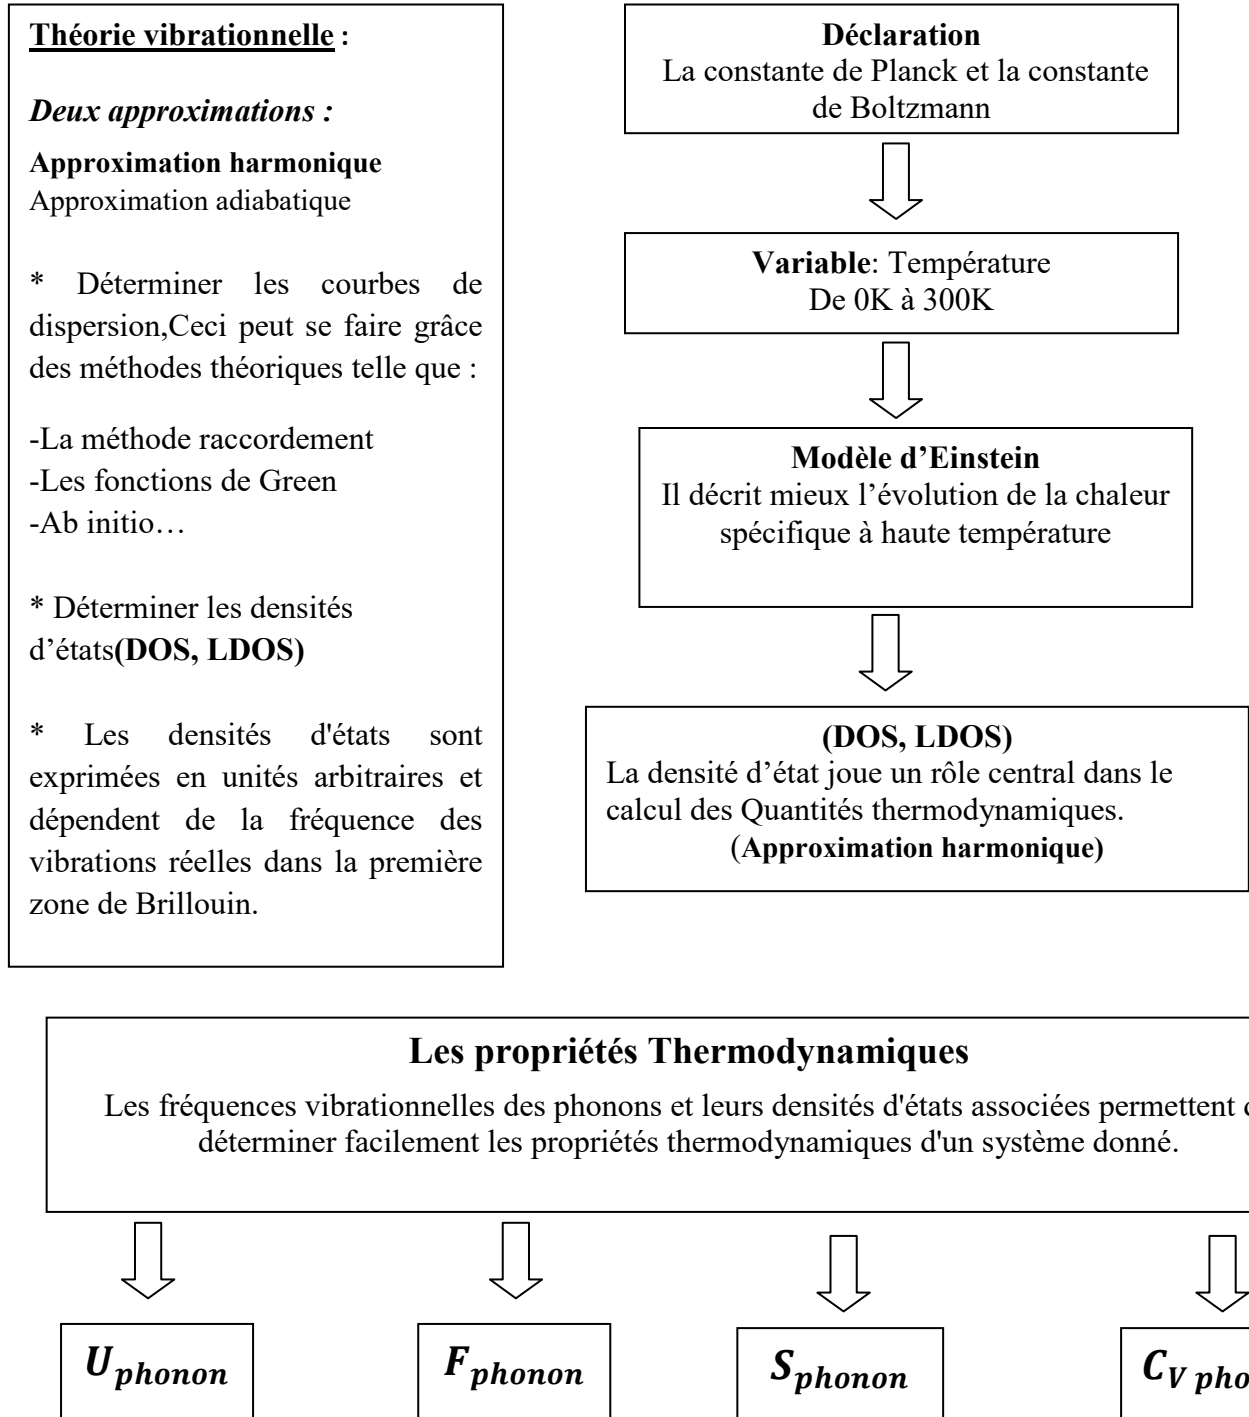 Théorie vibrationnelle :
Deux approximations :
Approximation harmonique
Approximation adiabatique
* Déterminer les courbes de
dispersion,Ceci peut se faire grâce
des méthodes théoriques telle que :
-La méthode raccordement
-Les fonctions de Green
-Ab initio…
* Déterminer les densités
d’états(DOS, LDOS)
* Les densités d'états sont
exprimées en unités arbitraires et
dépendent de la fréquence des
vibrations réelles dans la première
zone de Brillouin.
Déclaration
La constante de Planck et la constante
de Boltzmann
Variable: Température
De 0K à 300K
Modèle d’Einstein
Il décrit mieux l’évolution de la chaleur
spécifique à haute température
(DOS, LDOS)
La densité d’état joue un rôle central dans le
calcul des Quantités thermodynamiques.
(Approximation harmonique)
Les propriétés Thermodynamiques
Les fréquences vibrationnelles des phonons et leurs densités d'états associées permettent
déterminer facilement les propriétés thermodynamiques d'un système donné.
U phonon
F phonon
S phonon
C V pho